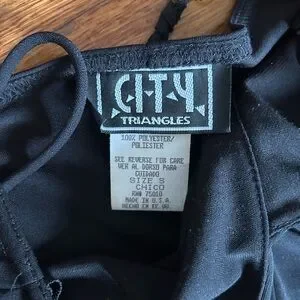 CITY
TRIANGLES
100% POLYESTER/
POLIESTER
SEE REVERSE FOR CARE
VER AL DORSO PARA
CUIDADO
SIZE S
CHICO
RN# 75010
MADE IN U.S.A.
HECHO EN EE.UU.